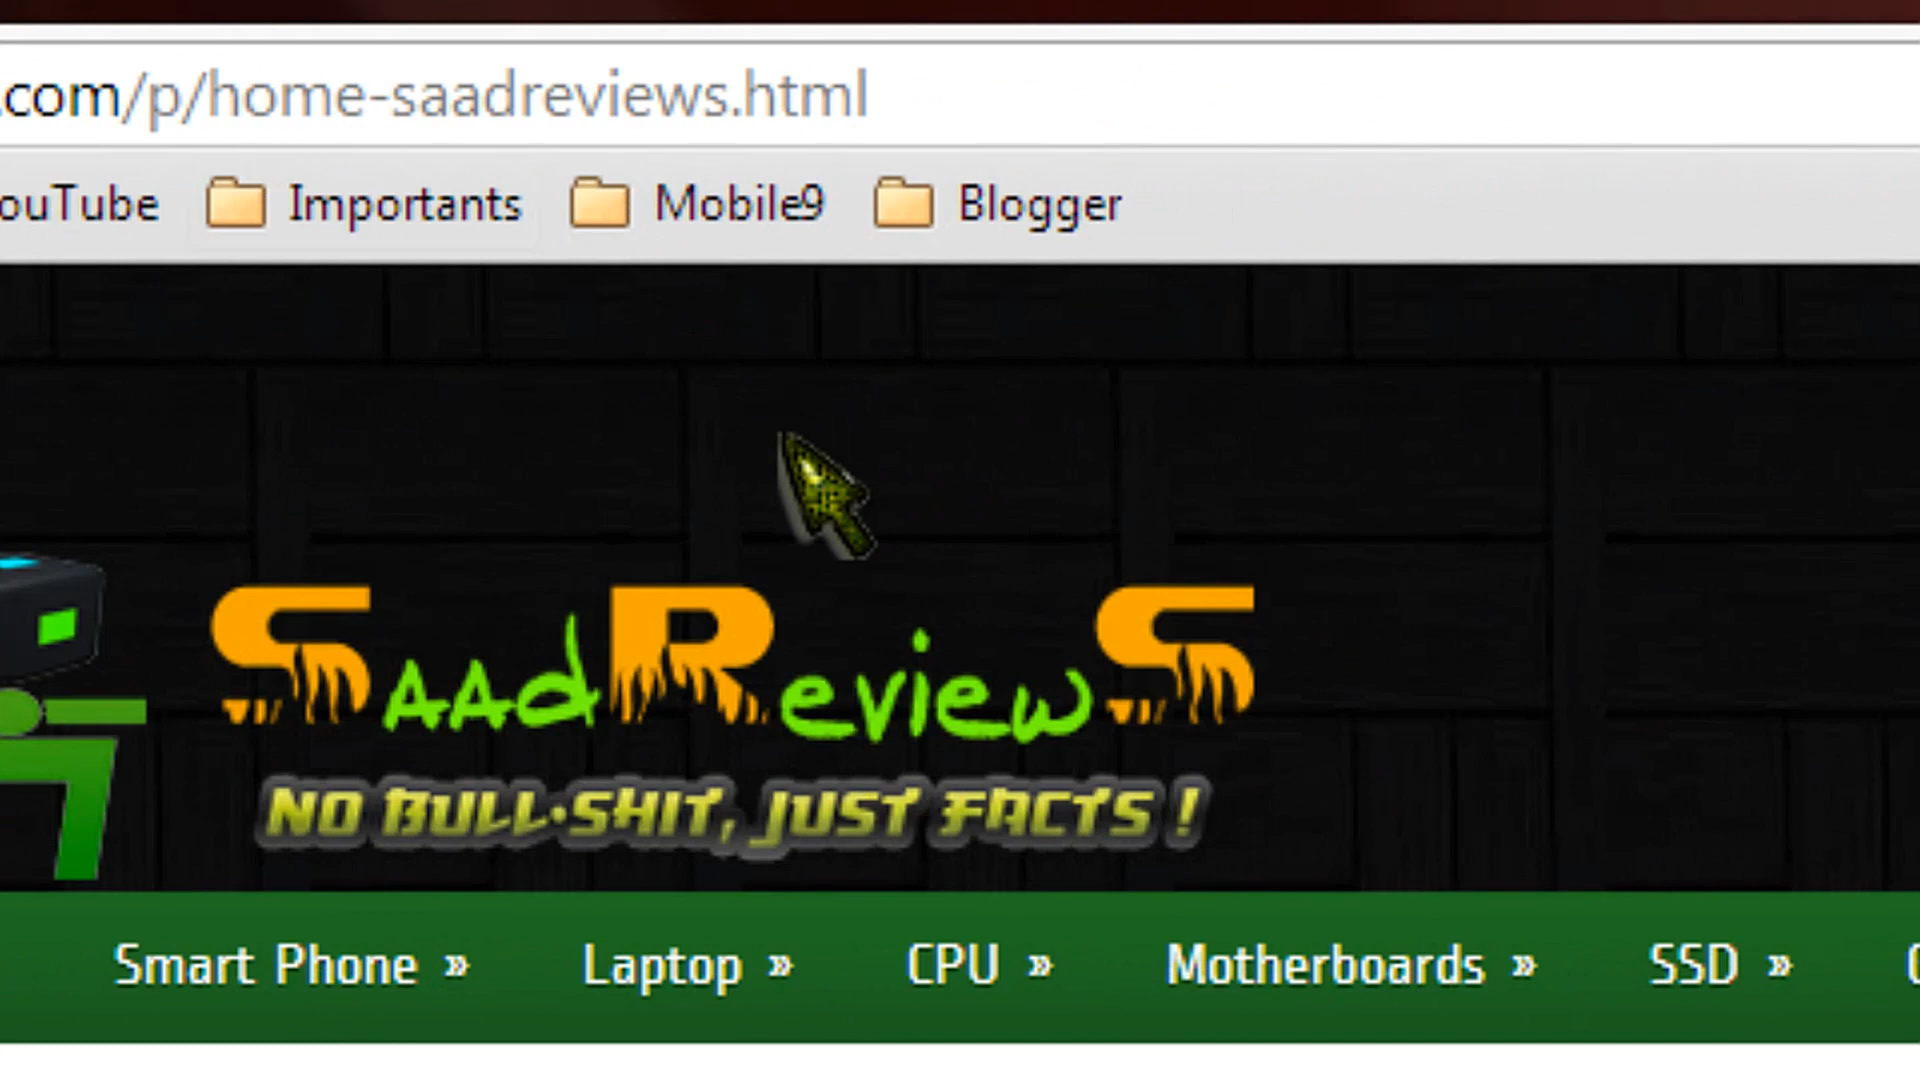 .com/p/home-saadreviews.html
ouTube Importants Mobile9 Blogger
SaadReviewS
NO BULL·SHIT, JUST FACTS !
Smart Phone » Laptop » CPU » Motherboards » SSD »